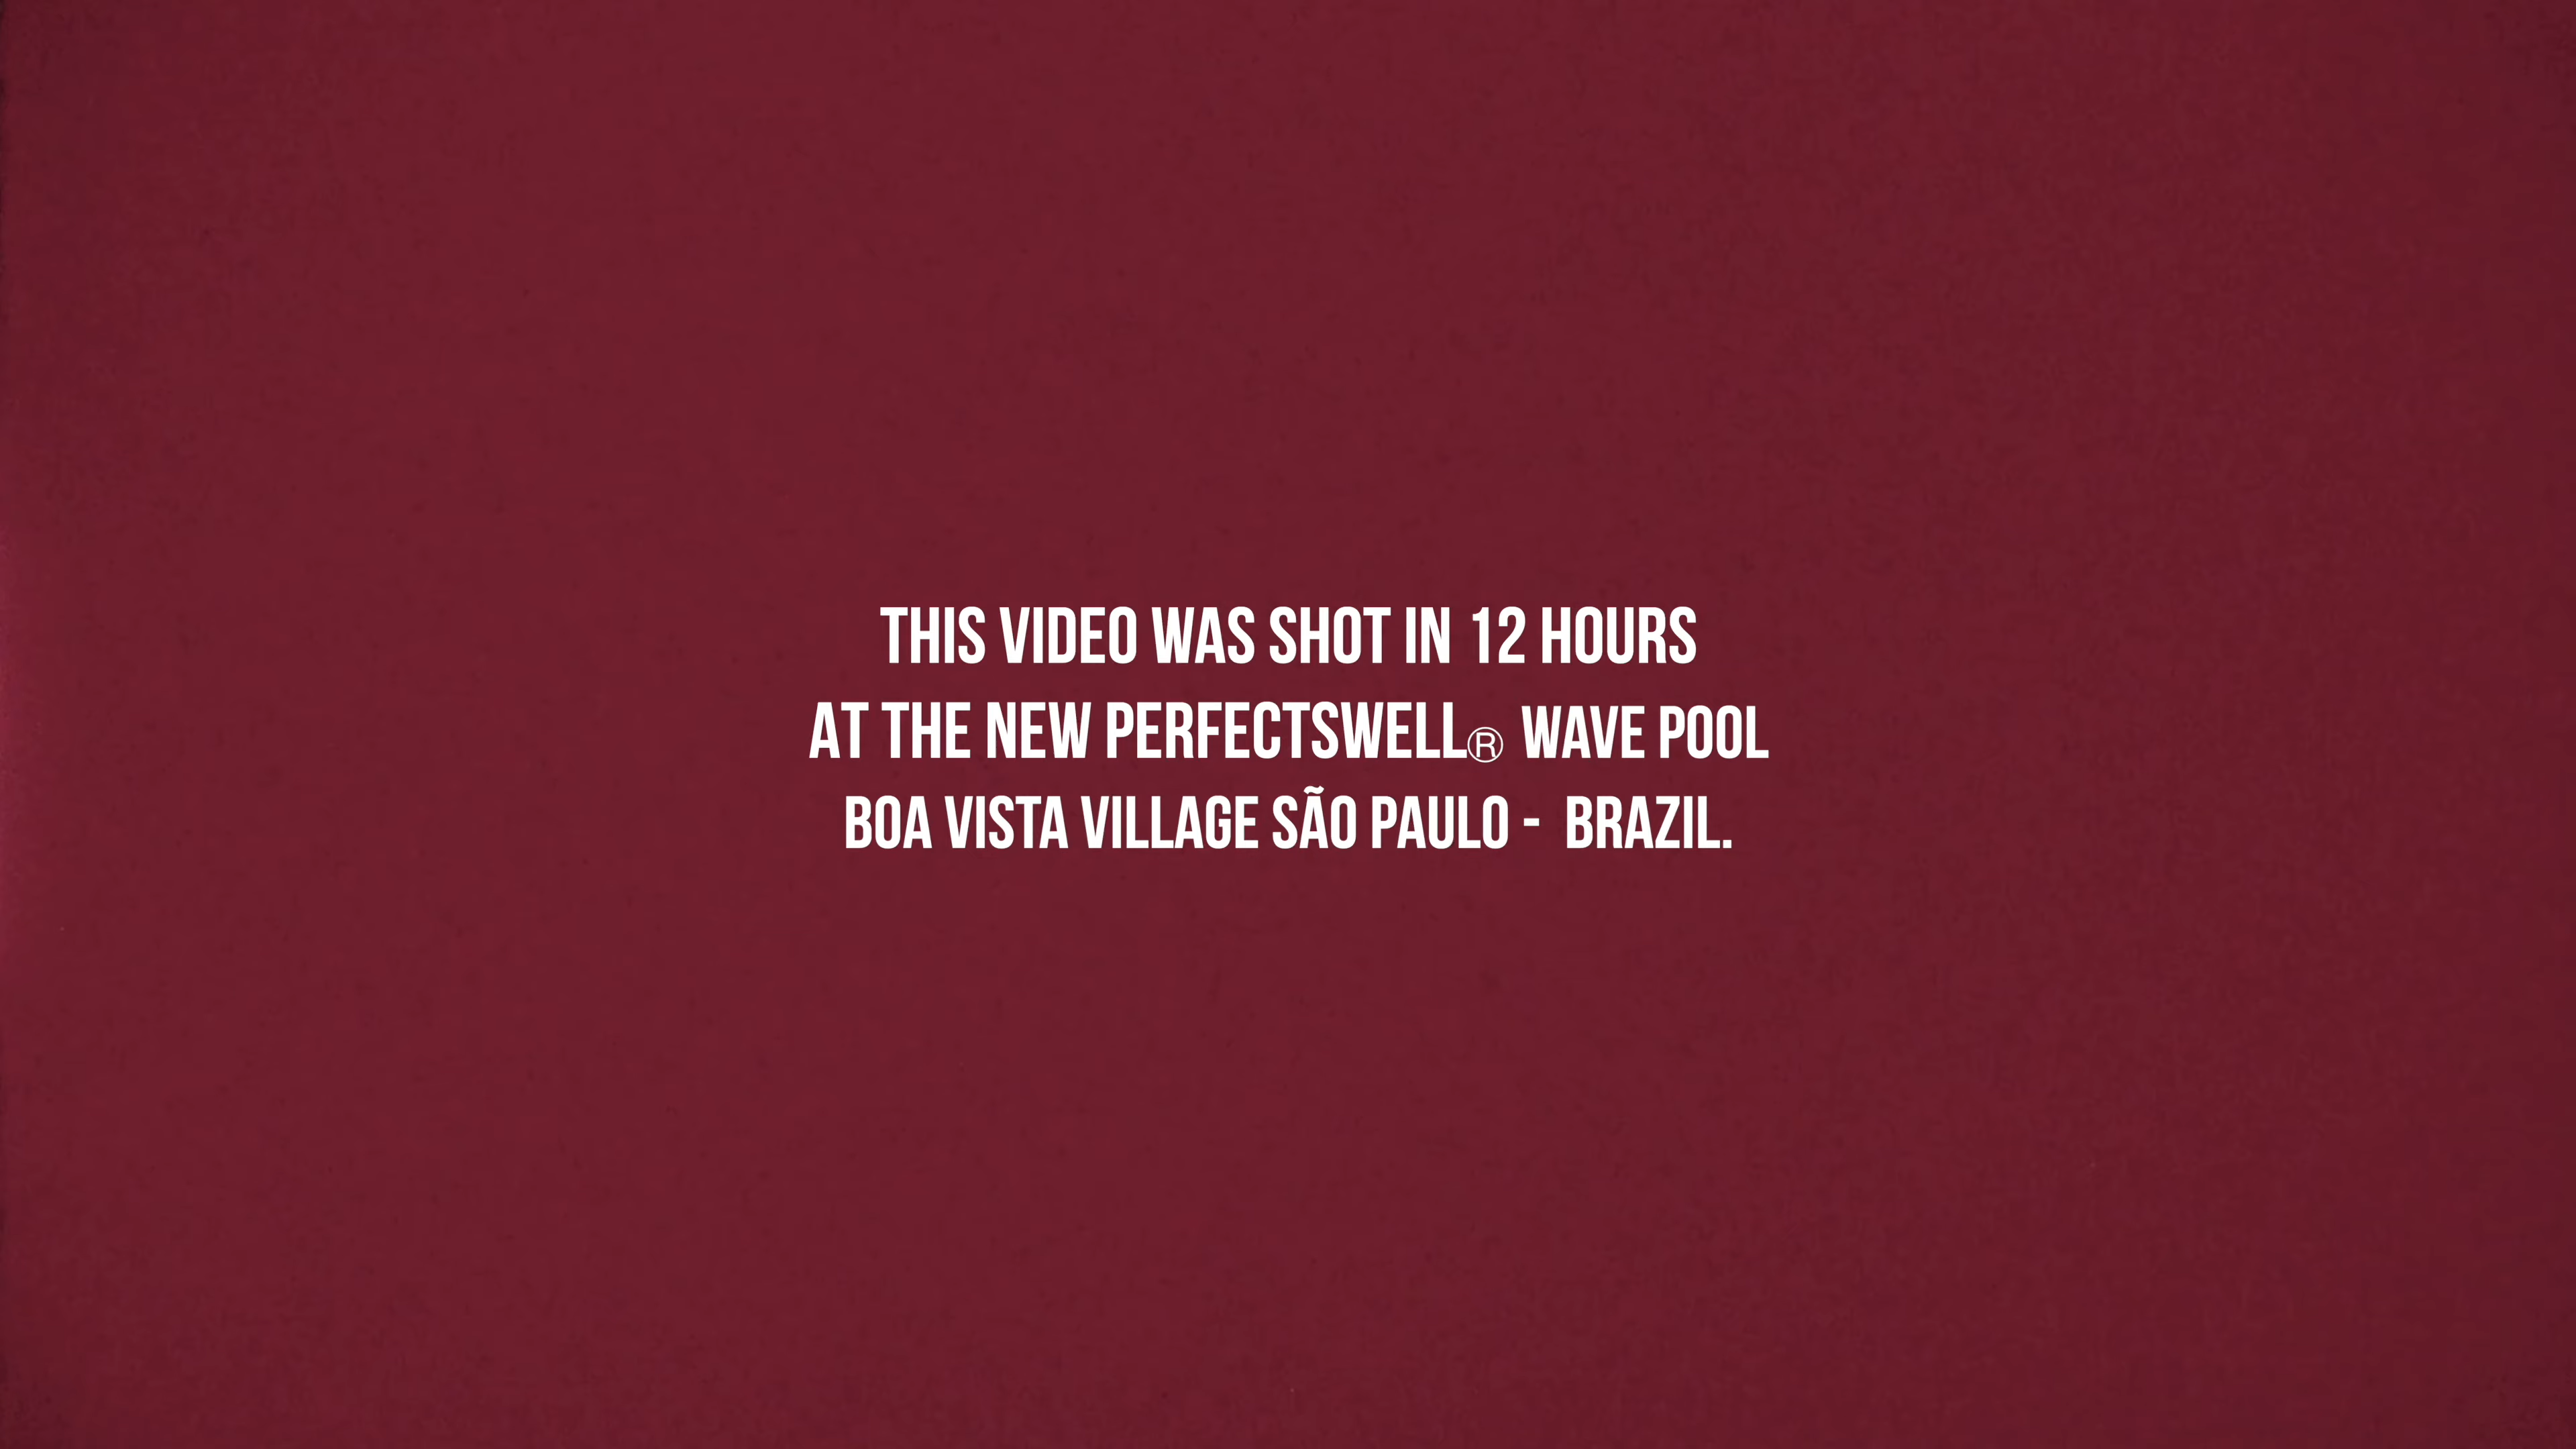 THIS VIDEO WAS SHOT IN 12 HOURS
AT THE NEW PERFECTSWELL® WAVE POOL
BOA VISTA VILLAGE SÃO PAULO - BRAZIL.